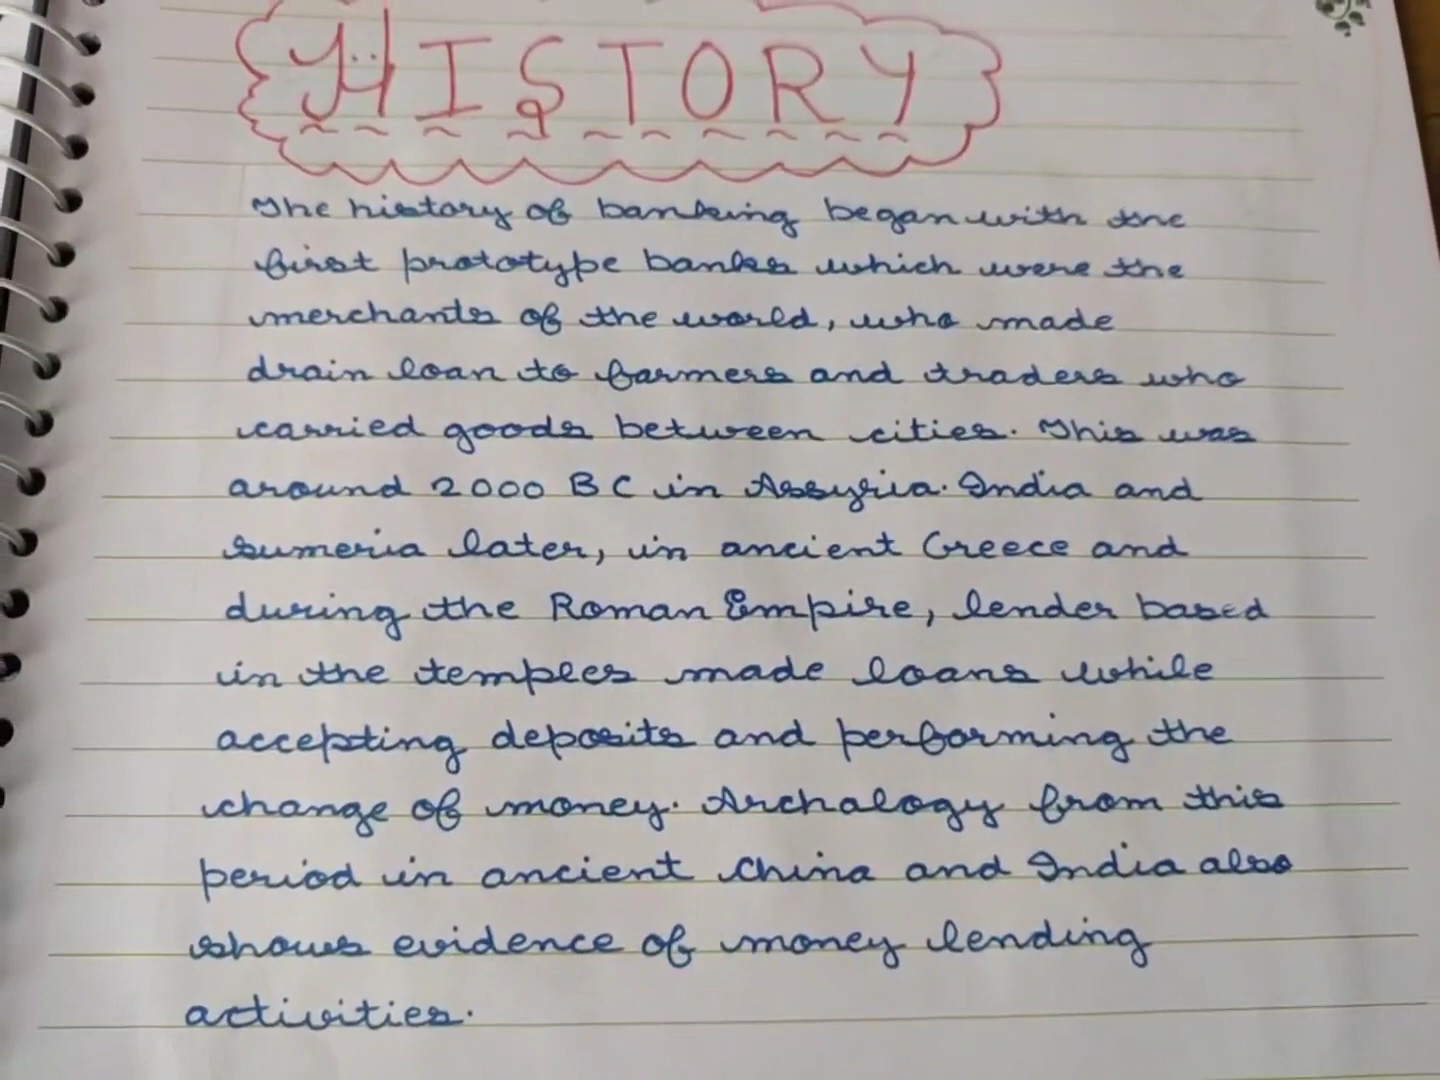 HISTORY
The history of banking began with the
first prototype banks which were the
merchants of the world, who made
drain loan to farmers and traders who
carried goods between cities. This was
around 2000 BC in Assyria. India and
Sumeria later, in ancient Greece and
during the Roman Empire, lender based
in the temples made loans while
accepting deposits and performing the
change of money. Archalogy from this
period in ancient China and India also
shows evidence of money lending
activities.